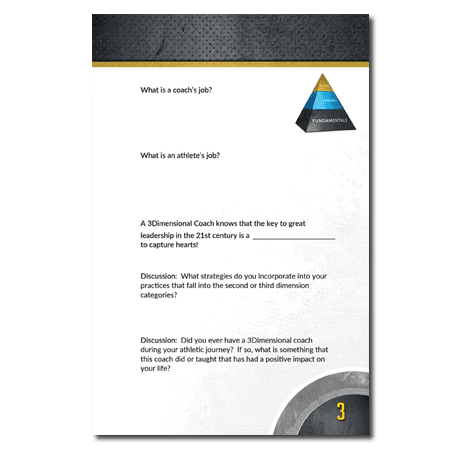 What is a coach's job?
FUNDAMENTALS
What is an athlete's job?
A 3Dimensional Coach knows that the key to great
leadership in the 21st century is a ____________________
to capture hearts!
Discussion: What strategies do you incorporate into your
practices that fall into the second or third dimension
categories?
Discussion: Did you ever have a 3Dimensional coach
during your athletic journey? If so, what is something that
this coach did or taught that has had a positive impact on
your life?
3